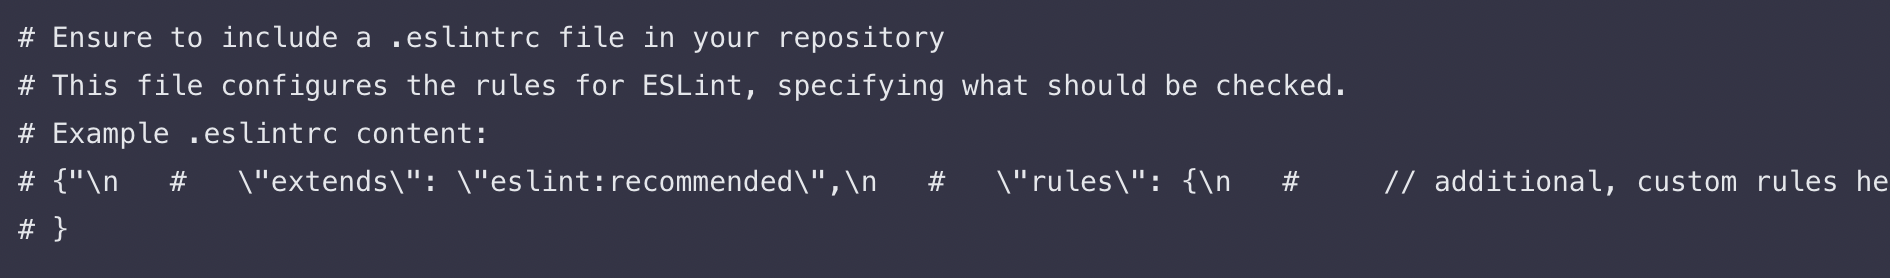 # Ensure to include a .eslintrc file in your repository
# This file configures the rules for ESLint, specifying what should be checked.
# Example .eslintrc content:
# {"\n   #   \"extends\": \"eslint:recommended\",\n   #   \"rules\": {\n   #     // additional, custom rules he
# }